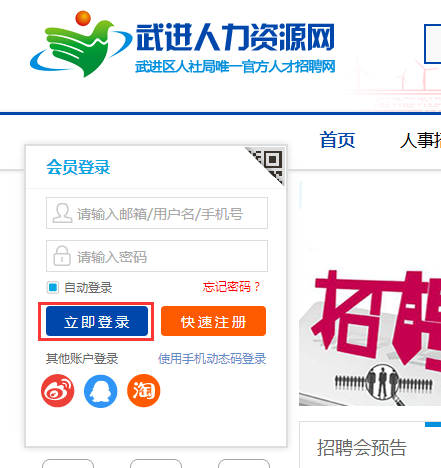 武进人力资源网
武进区人社局唯一官方人才招聘网
首页
人事招
会员登录
请输入邮箱/用户名/手机号
请输入密码
自动登录
忘记密码？
立即登录
快速注册
其他账户登录
使用手机动态码登录
淘
招聘
招聘会预告